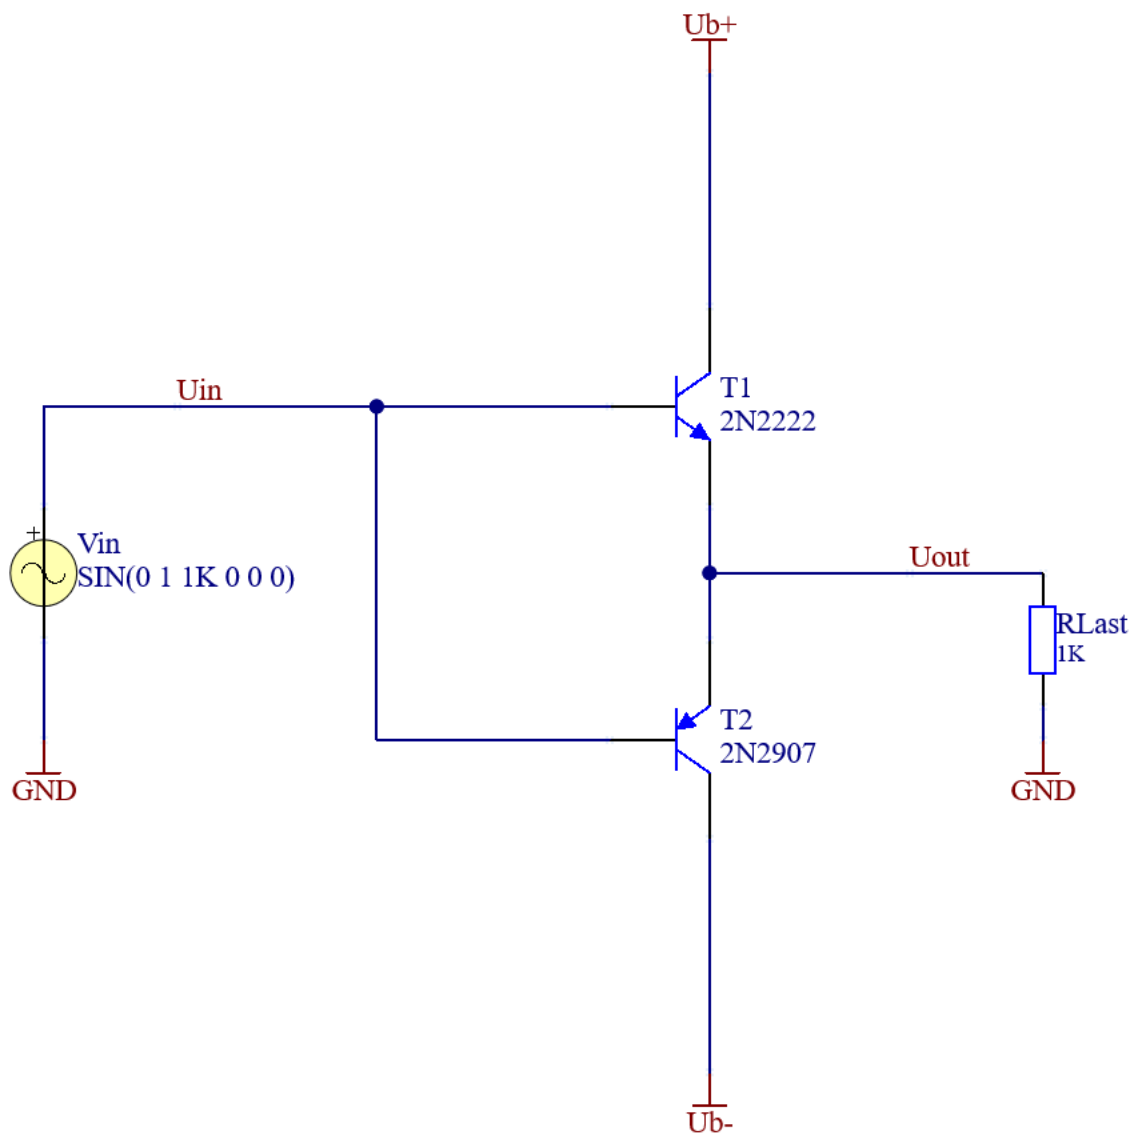 Ub+
Uin
T1
2N2222
+
Vin
SIN(0 1 1K 0 0 0)
Uout
RLast
1K
T2
2N2907
GND
GND
Ub-